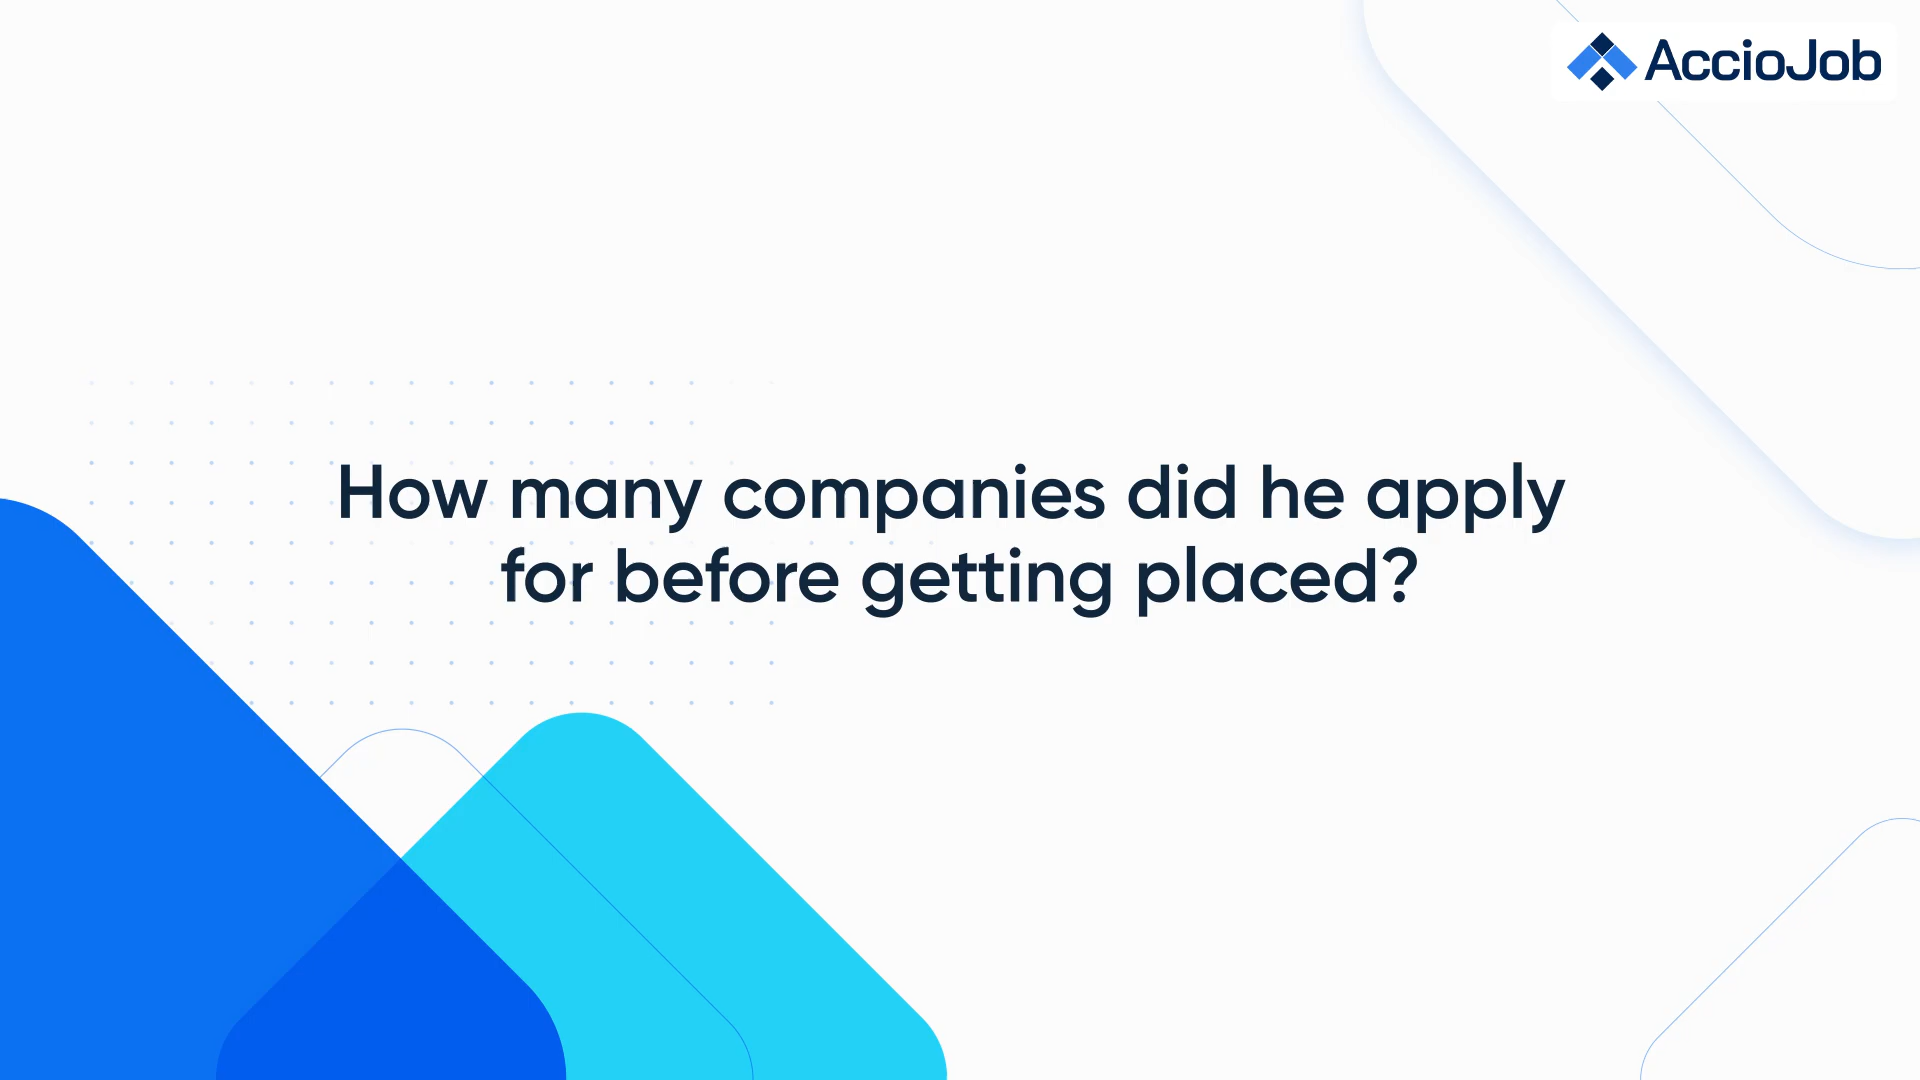 AccioJob
How many companies did he apply
for before getting placed?